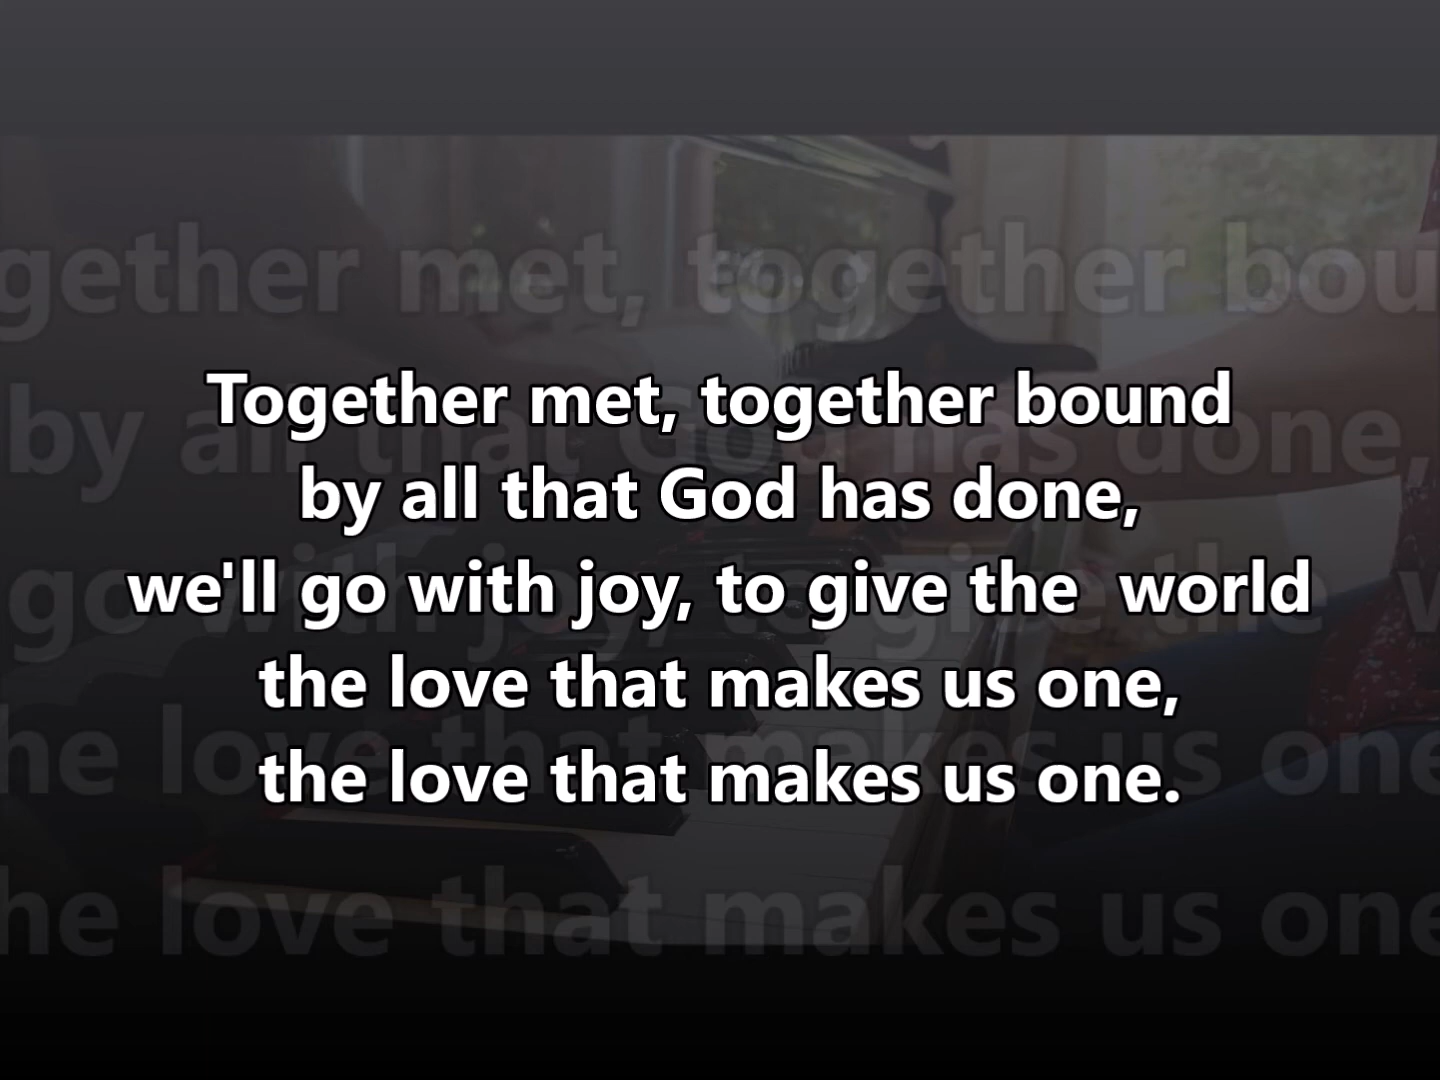 Together met, together bound
by all that God has done,
we'll go with joy, to give the  world
the love that makes us one,
the love that makes us one.